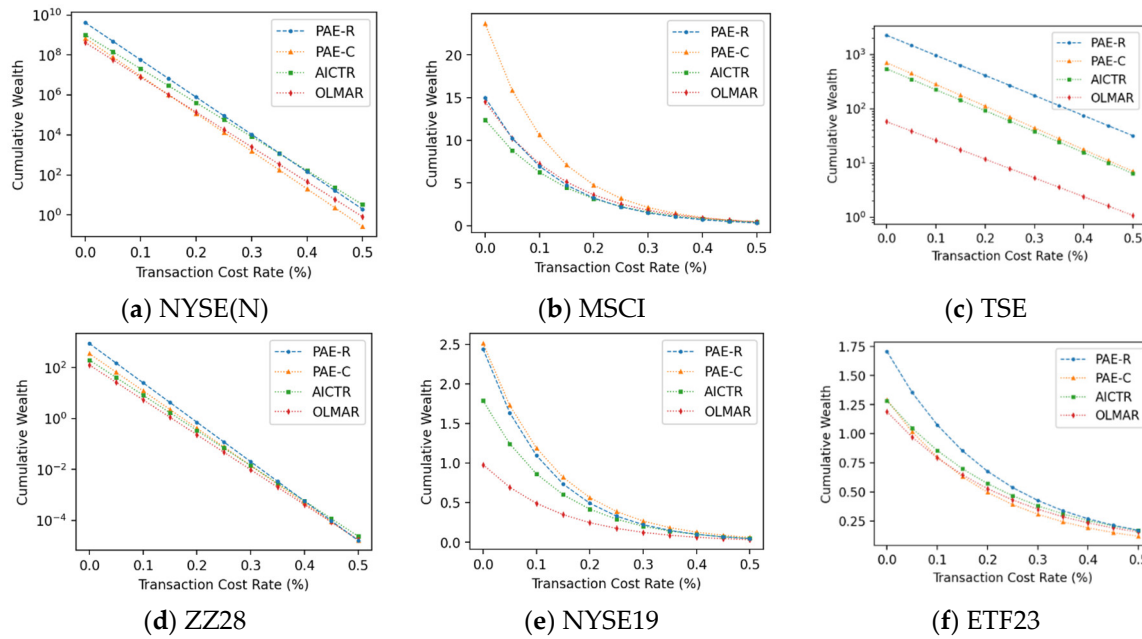 10^10
10^8
10^6
10^4
10^2
10^0
Cumulative Wealth
0.0 0.1 0.2 0.3 0.4 0.5
Transaction Cost Rate (%)
PAE-R
PAE-C
AICTR
OLMAR
(a) NYSE(N)
20
15
10
5
0
Cumulative Wealth
0.0 0.1 0.2 0.3 0.4 0.5
Transaction Cost Rate (%)
PAE-R
PAE-C
AICTR
OLMAR
(b) MSCI
10^3
10^2
10^1
10^0
Cumulative Wealth
0.0 0.1 0.2 0.3 0.4 0.5
Transaction Cost Rate (%)
PAE-R
PAE-C
AICTR
OLMAR
(c) TSE
10^2
10^0
10^−2
10^−4
Cumulative Wealth
0.0 0.1 0.2 0.3 0.4 0.5
Transaction Cost Rate (%)
PAE-R
PAE-C
AICTR
OLMAR
(d) ZZ28
2.5
2.0
1.5
1.0
0.5
0.0
Cumulative Wealth
0.0 0.1 0.2 0.3 0.4 0.5
Transaction Cost Rate (%)
PAE-R
PAE-C
AICTR
OLMAR
(e) NYSE19
1.75
1.50
1.25
1.00
0.75
0.50
0.25
Cumulative Wealth
0.0 0.1 0.2 0.3 0.4 0.5
Transaction Cost Rate (%)
PAE-R
PAE-C
AICTR
OLMAR
(f) ETF23